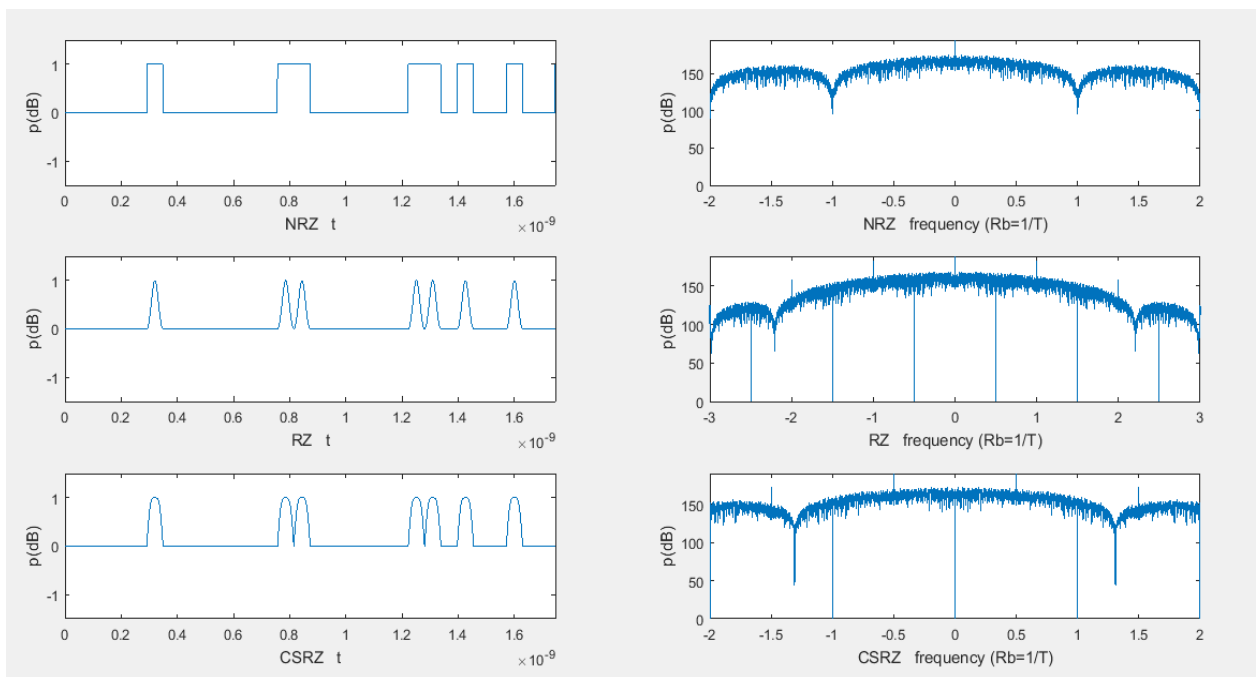 p(dB)
1
0
-1
0 0.2 0.4 0.6 0.8 1 1.2 1.4 1.6
NRZ t
×10-9
p(dB)
150
100
50
0
-2 -1.5 -1 -0.5 0 0.5 1 1.5 2
NRZ frequency (Rb=1/T)
p(dB)
1
0
-1
0 0.2 0.4 0.6 0.8 1 1.2 1.4 1.6
RZ t
×10-9
p(dB)
150
100
50
0
-3 -2 -1 0 1 2 3
RZ frequency (Rb=1/T)
p(dB)
1
0
-1
0 0.2 0.4 0.6 0.8 1 1.2 1.4 1.6
CSRZ t
×10-9
p(dB)
150
100
50
0
-2 -1.5 -1 -0.5 0 0.5 1 1.5 2
CSRZ frequency (Rb=1/T)